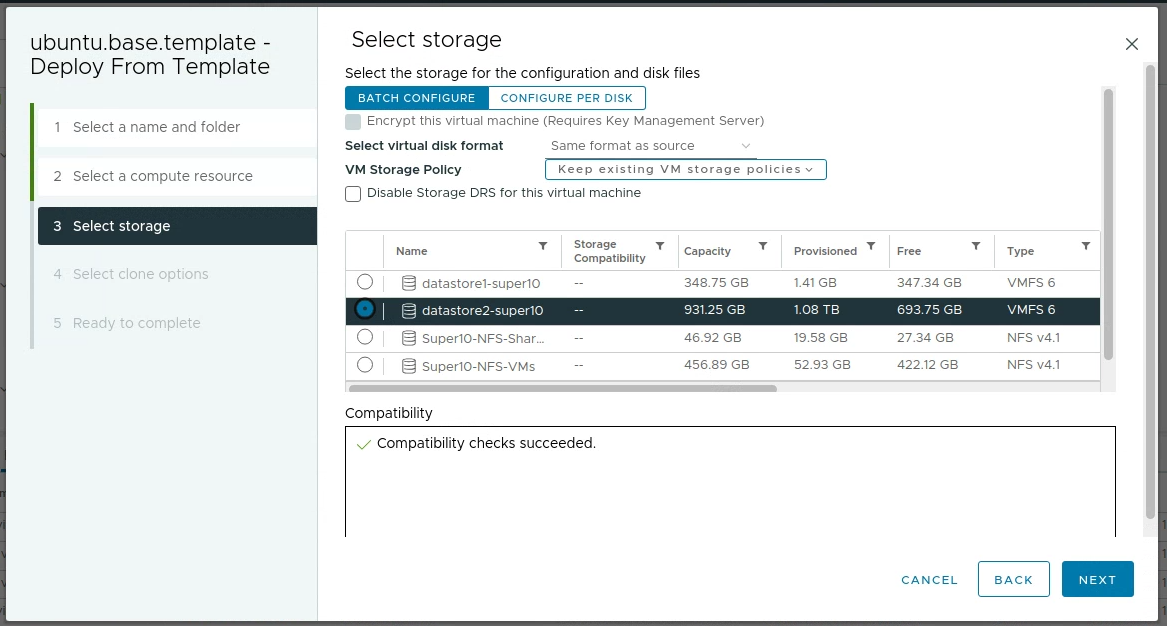 ubuntu.base.template -
Deploy From Template
1 Select a name and folder
2 Select a compute resource
3 Select storage
4 Select clone options
5 Ready to complete
Select storage
Select the storage for the configuration and disk files
BATCH CONFIGURE CONFIGURE PER DISK
Encrypt this virtual machine (Requires Key Management Server)
Select virtual disk format Same format as source
VM Storage Policy Keep existing VM storage policies
Disable Storage DRS for this virtual machine
Name Storage Compatibility Capacity Provisioned Free Type
datastore1-super10 -- 348.75 GB 1.41 GB 347.34 GB VMFS 6
datastore2-super10 -- 931.25 GB 1.08 TB 693.75 GB VMFS 6
Super10-NFS-Shar... -- 46.92 GB 19.58 GB 27.34 GB NFS v4.1
Super10-NFS-VMs -- 456.89 GB 52.93 GB 422.12 GB NFS v4.1
Compatibility
Compatibility checks succeeded.
CANCEL BACK NEXT